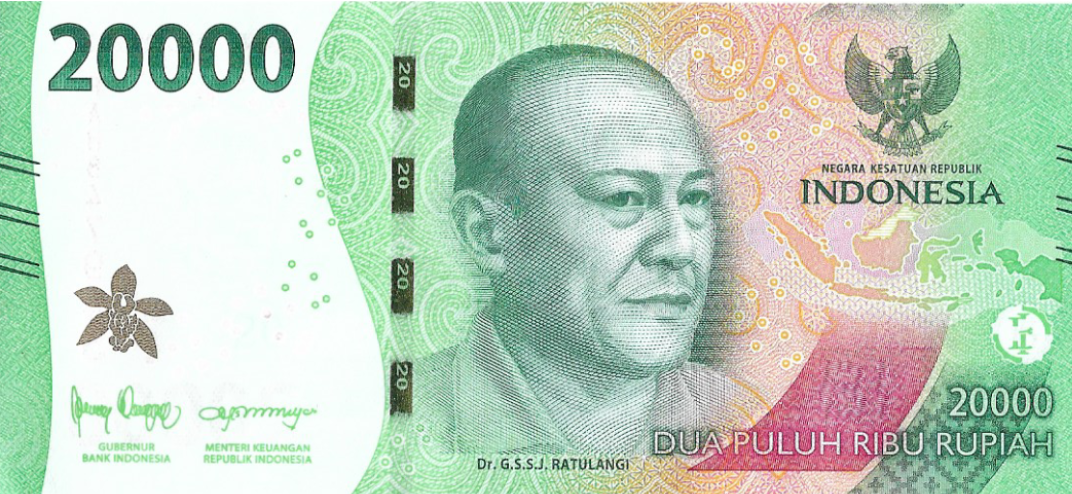 20000
20
20
20
20
NEGARA KESATUAN REPUBLIK
INDONESIA
GUBERNUR
BANK INDONESIA
MENTERI KEUANGAN
REPUBLIK INDONESIA
Dr. G.S.S.J. RATULANGI
20000
DUA PULUH RIBU RUPIAH